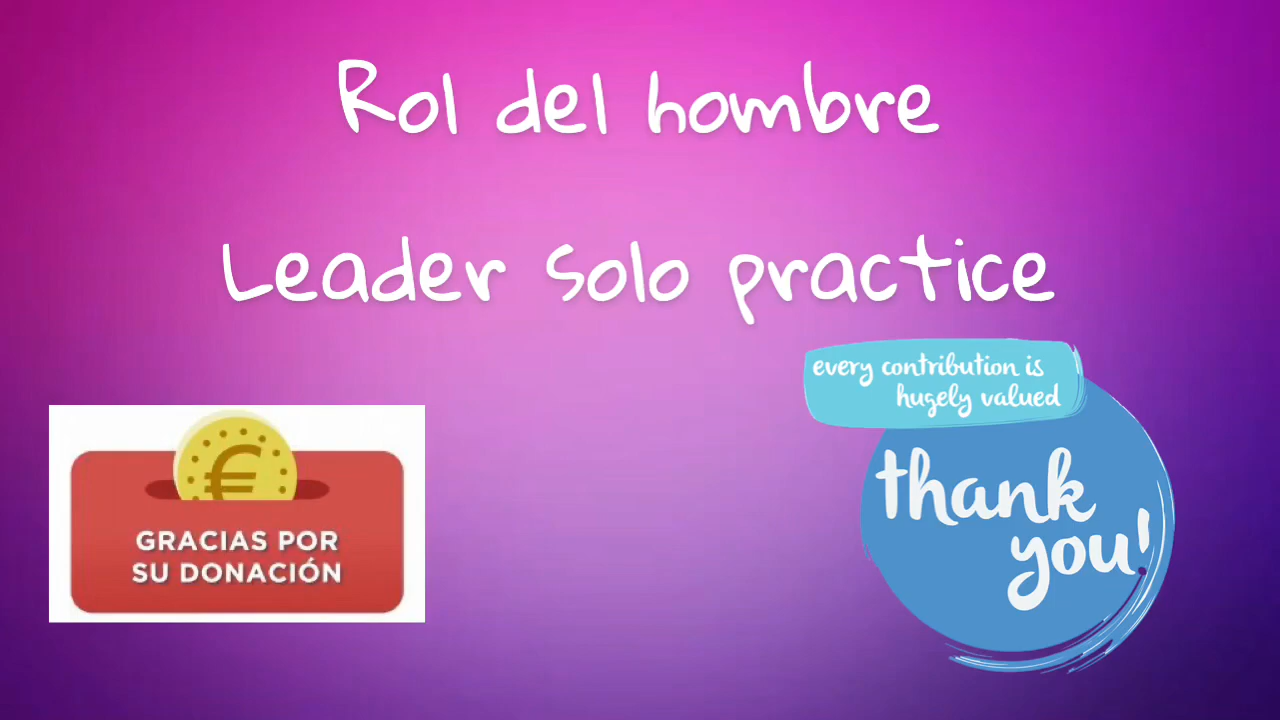 Rol del hombre
Leader Solo practice
every contribution is
hugely valued
thank
you!
€
GRACIAS POR
SU DONACIÓN